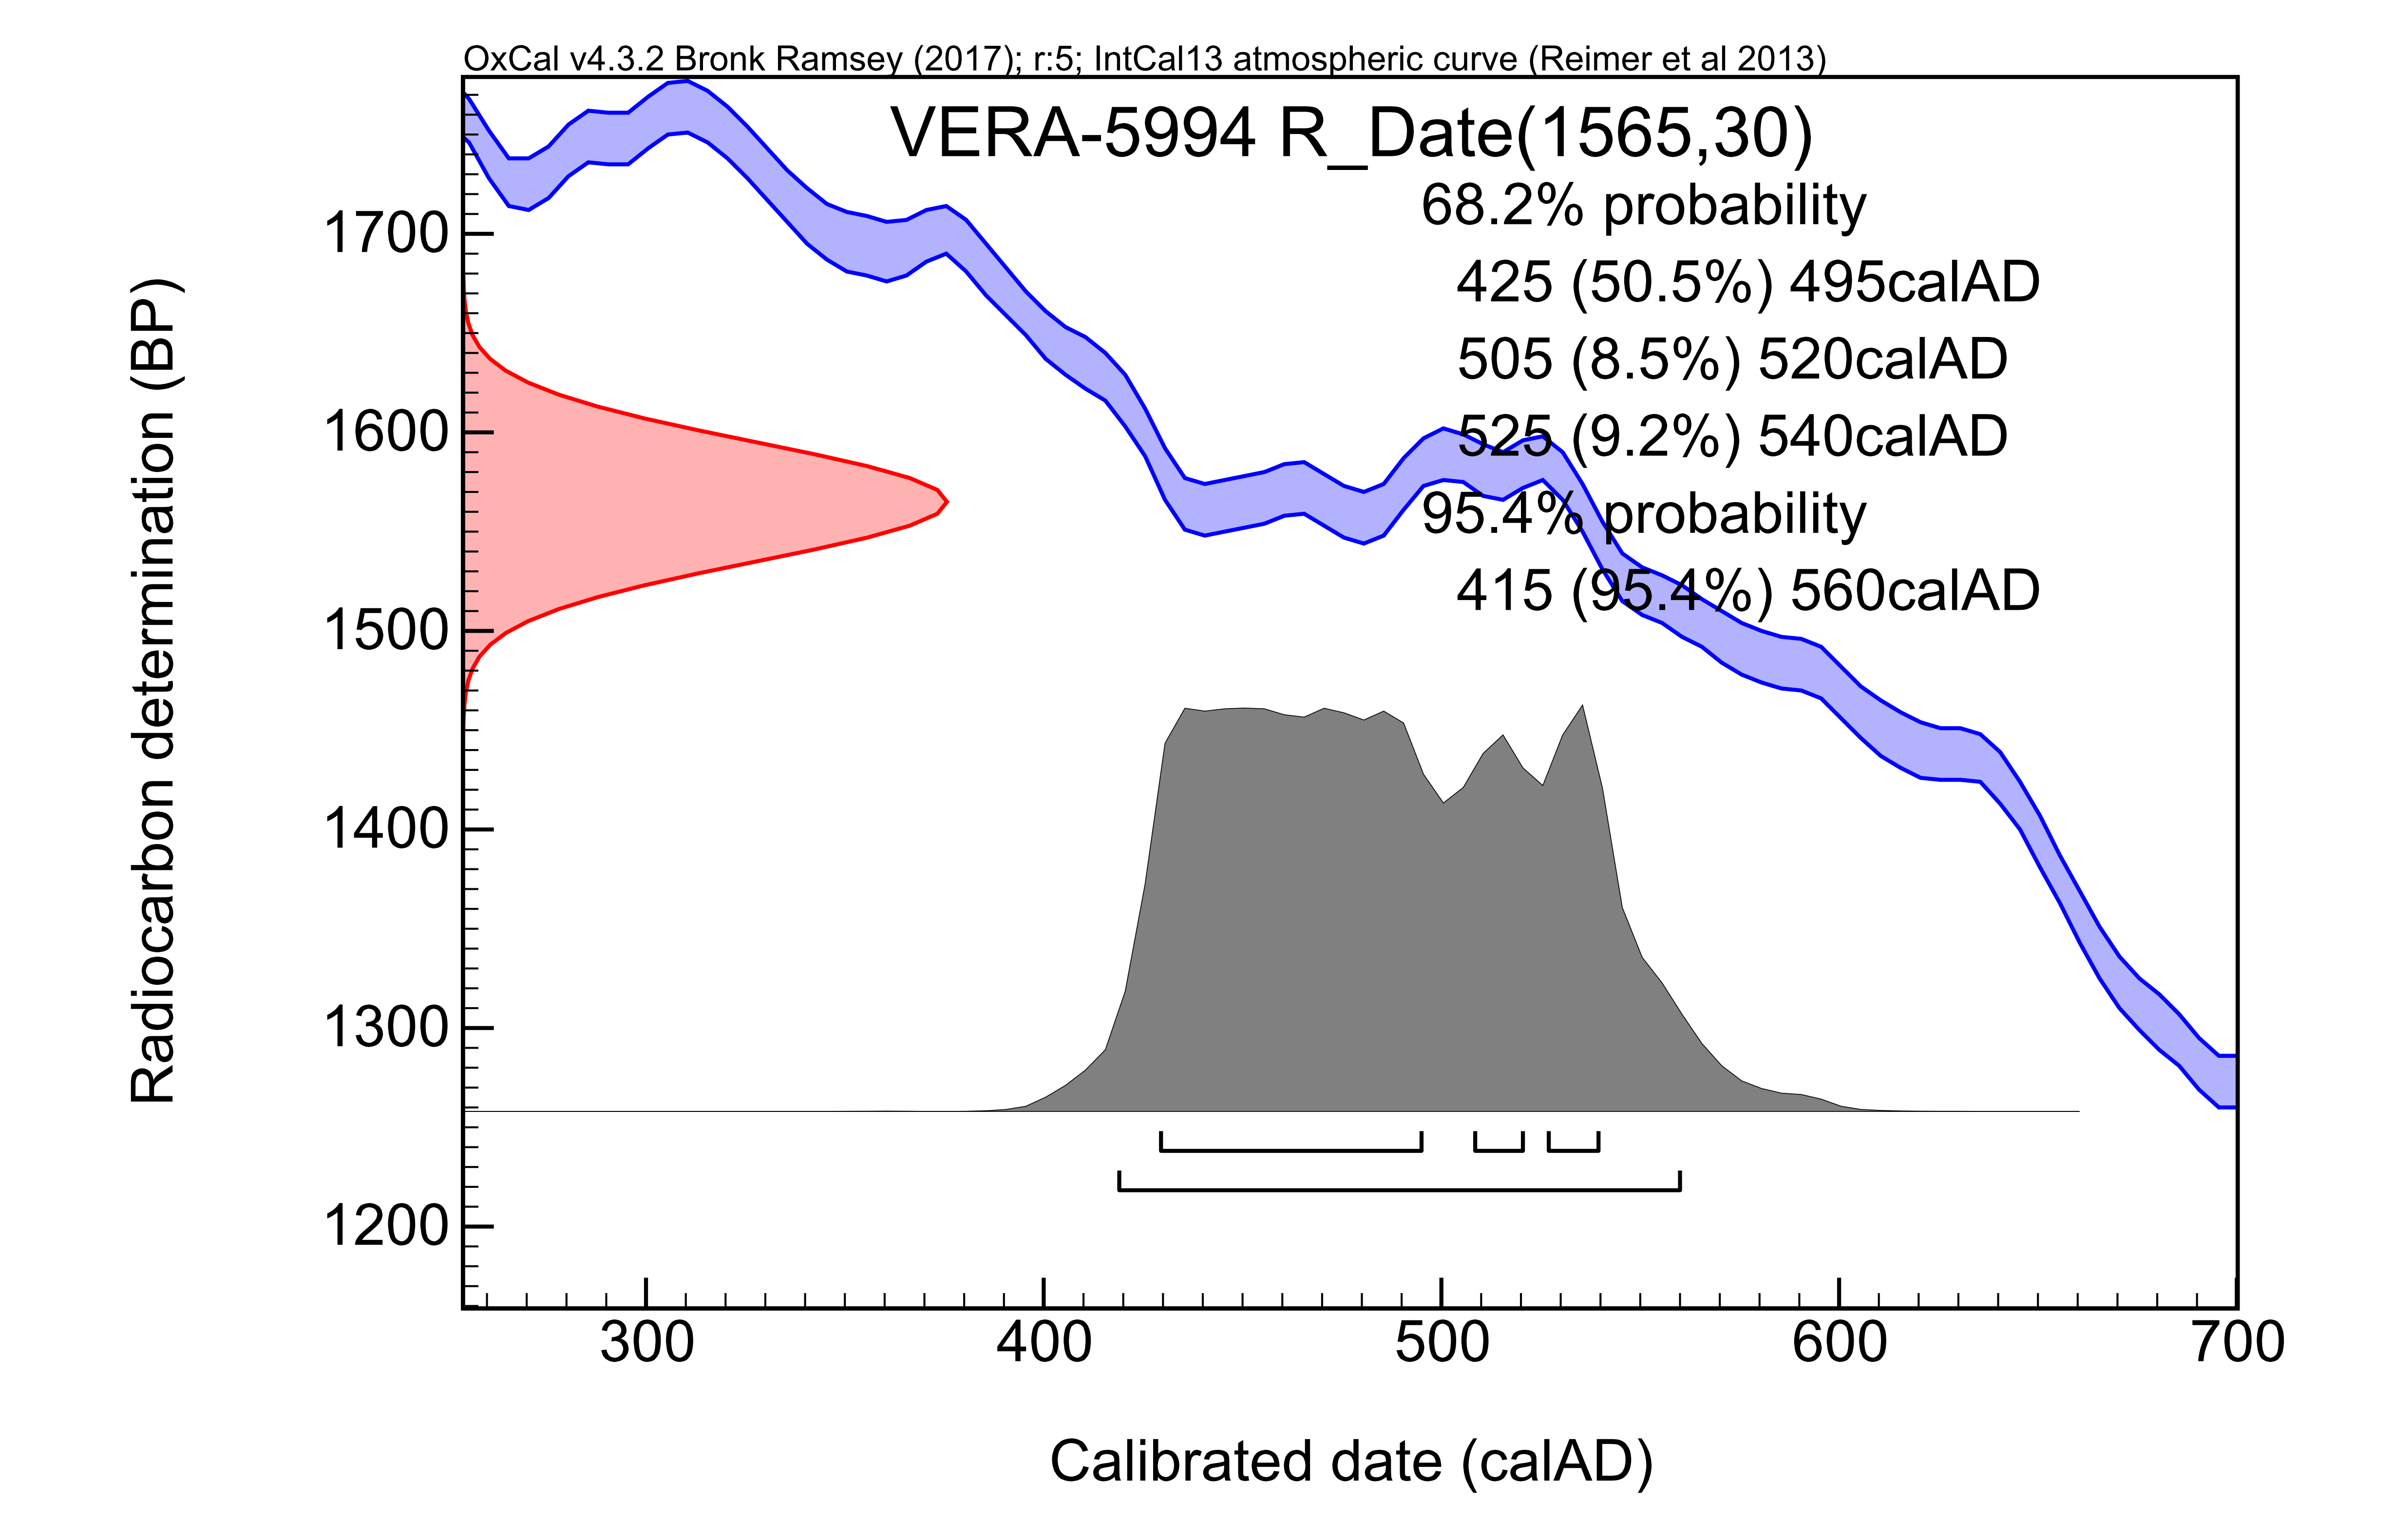 OxCal v4.3.2 Bronk Ramsey (2017); r:5; IntCal13 atmospheric curve (Reimer et al 2013)
VERA-5994 R_Date(1565,30)
68.2% probability
425 (50.5%) 495calAD
505 (8.5%) 520calAD
525 (9.2%) 540calAD
95.4% probability
415 (95.4%) 560calAD
Radiocarbon determination (BP)
1700
1600
1500
1400
1300
1200
300 400 500 600 700
Calibrated date (calAD)